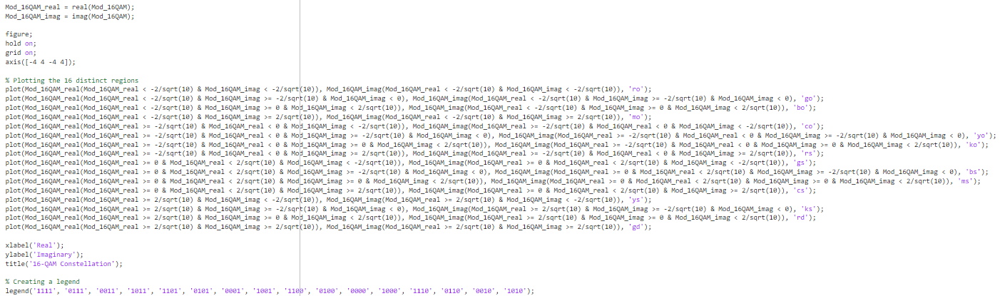 Mod_16QAM_real = real(Mod_16QAM);
Mod_16QAM_imag = imag(Mod_16QAM);
figure;
hold on;
grid on;
axis([-4 4 -4 4]);
% Plotting the 16 distinct regions
plot(Mod_16QAM_real(Mod_16QAM_real < -2/sqrt(10) & Mod_16QAM_imag < -2/sqrt(10)), Mod_16QAM_imag(Mod_16QAM_real < -2/sqrt(10) & Mod_16QAM_imag < -2/sqrt(10)), 'ro');
plot(Mod_16QAM_real(Mod_16QAM_real < -2/sqrt(10) & Mod_16QAM_imag >= -2/sqrt(10) & Mod_16QAM_imag < 0), Mod_16QAM_imag(Mod_16QAM_real < -2/sqrt(10) & Mod_16QAM_imag >= -2/sqrt(10) & Mod_16QAM_imag < 0), 'go');
plot(Mod_16QAM_real(Mod_16QAM_real < -2/sqrt(10) & Mod_16QAM_imag >= 0 & Mod_16QAM_imag < 2/sqrt(10)), Mod_16QAM_imag(Mod_16QAM_real < -2/sqrt(10) & Mod_16QAM_imag >= 0 & Mod_16QAM_imag < 2/sqrt(10)), 'bo');
plot(Mod_16QAM_real(Mod_16QAM_real < -2/sqrt(10) & Mod_16QAM_imag >= 2/sqrt(10)), Mod_16QAM_imag(Mod_16QAM_real < -2/sqrt(10) & Mod_16QAM_imag >= 2/sqrt(10)), 'mo');
plot(Mod_16QAM_real(Mod_16QAM_real >= -2/sqrt(10) & Mod_16QAM_real < 0 & Mod_16QAM_imag < -2/sqrt(10)), Mod_16QAM_imag(Mod_16QAM_real >= -2/sqrt(10) & Mod_16QAM_real < 0 & Mod_16QAM_imag < -2/sqrt(10)), 'co');
plot(Mod_16QAM_real(Mod_16QAM_real >= -2/sqrt(10) & Mod_16QAM_real < 0 & Mod_16QAM_imag >= -2/sqrt(10) & Mod_16QAM_imag < 0), Mod_16QAM_imag(Mod_16QAM_real >= -2/sqrt(10) & Mod_16QAM_real < 0 & Mod_16QAM_imag >= -2/sqrt(10) & Mod_16QAM_imag < 0), 'yo');
plot(Mod_16QAM_real(Mod_16QAM_real >= -2/sqrt(10) & Mod_16QAM_real < 0 & Mod_16QAM_imag >= 0 & Mod_16QAM_imag < 2/sqrt(10)), Mod_16QAM_imag(Mod_16QAM_real >= -2/sqrt(10) & Mod_16QAM_real < 0 & Mod_16QAM_imag >= 0 & Mod_16QAM_imag < 2/sqrt(10)), 'ko');
plot(Mod_16QAM_real(Mod_16QAM_real >= -2/sqrt(10) & Mod_16QAM_real < 0 & Mod_16QAM_imag >= 2/sqrt(10)), Mod_16QAM_imag(Mod_16QAM_real >= -2/sqrt(10) & Mod_16QAM_real < 0 & Mod_16QAM_imag >= 2/sqrt(10)), 'rs');
plot(Mod_16QAM_real(Mod_16QAM_real >= 0 & Mod_16QAM_real < 2/sqrt(10) & Mod_16QAM_imag < -2/sqrt(10)), Mod_16QAM_imag(Mod_16QAM_real >= 0 & Mod_16QAM_real < 2/sqrt(10) & Mod_16QAM_imag < -2/sqrt(10)), 'gs');
plot(Mod_16QAM_real(Mod_16QAM_real >= 0 & Mod_16QAM_real < 2/sqrt(10) & Mod_16QAM_imag >= -2/sqrt(10) & Mod_16QAM_imag < 0), Mod_16QAM_imag(Mod_16QAM_real >= 0 & Mod_16QAM_real < 2/sqrt(10) & Mod_16QAM_imag >= -2/sqrt(10) & Mod_16QAM_imag < 0), 'bs');
plot(Mod_16QAM_real(Mod_16QAM_real >= 0 & Mod_16QAM_real < 2/sqrt(10) & Mod_16QAM_imag >= 0 & Mod_16QAM_imag < 2/sqrt(10)), Mod_16QAM_imag(Mod_16QAM_real >= 0 & Mod_16QAM_real < 2/sqrt(10) & Mod_16QAM_imag >= 0 & Mod_16QAM_imag < 2/sqrt(10)), 'ms');
plot(Mod_16QAM_real(Mod_16QAM_real >= 0 & Mod_16QAM_real < 2/sqrt(10) & Mod_16QAM_imag >= 2/sqrt(10)), Mod_16QAM_imag(Mod_16QAM_real >= 0 & Mod_16QAM_real < 2/sqrt(10) & Mod_16QAM_imag >= 2/sqrt(10)), 'cs');
plot(Mod_16QAM_real(Mod_16QAM_real >= 2/sqrt(10) & Mod_16QAM_imag < -2/sqrt(10)), Mod_16QAM_imag(Mod_16QAM_real >= 2/sqrt(10) & Mod_16QAM_imag < -2/sqrt(10)), 'ys');
plot(Mod_16QAM_real(Mod_16QAM_real >= 2/sqrt(10) & Mod_16QAM_imag >= -2/sqrt(10) & Mod_16QAM_imag < 0), Mod_16QAM_imag(Mod_16QAM_real >= 2/sqrt(10) & Mod_16QAM_imag >= -2/sqrt(10) & Mod_16QAM_imag < 0), 'ks');
plot(Mod_16QAM_real(Mod_16QAM_real >= 2/sqrt(10) & Mod_16QAM_imag >= 0 & Mod_16QAM_imag < 2/sqrt(10)), Mod_16QAM_imag(Mod_16QAM_real >= 2/sqrt(10) & Mod_16QAM_imag >= 0 & Mod_16QAM_imag < 2/sqrt(10)), 'rd');
plot(Mod_16QAM_real(Mod_16QAM_real >= 2/sqrt(10) & Mod_16QAM_imag >= 2/sqrt(10)), Mod_16QAM_imag(Mod_16QAM_real >= 2/sqrt(10) & Mod_16QAM_imag >= 2/sqrt(10)), 'gd');
xlabel('Real');
ylabel('Imaginary');
title('16-QAM Constellation');
% Creating a legend
legend('1111', '0111', '0011', '1011', '1101', '0101', '0001', '1001', '1100', '0100', '0000', '1000', '1110', '0110', '0010', '1010');